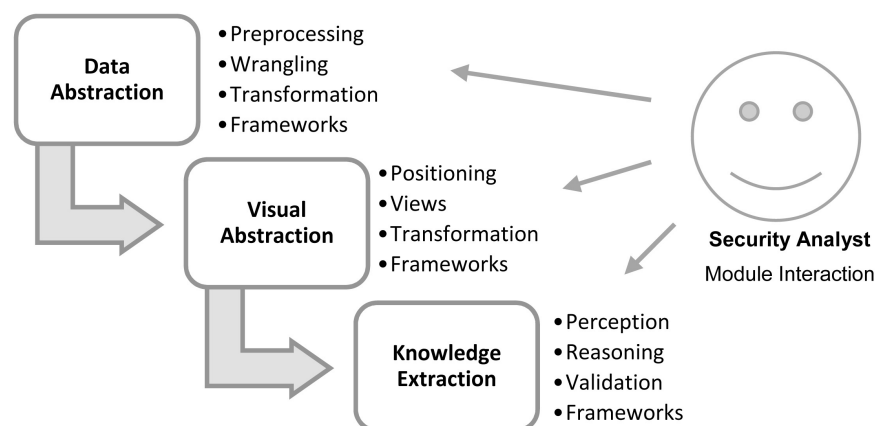 Data
Abstraction
•Preprocessing
•Wrangling
•Transformation
•Frameworks
Visual
Abstraction
•Positioning
•Views
•Transformation
•Frameworks
Knowledge
Extraction
•Perception
•Reasoning
•Validation
•Frameworks
Security Analyst
Module Interaction